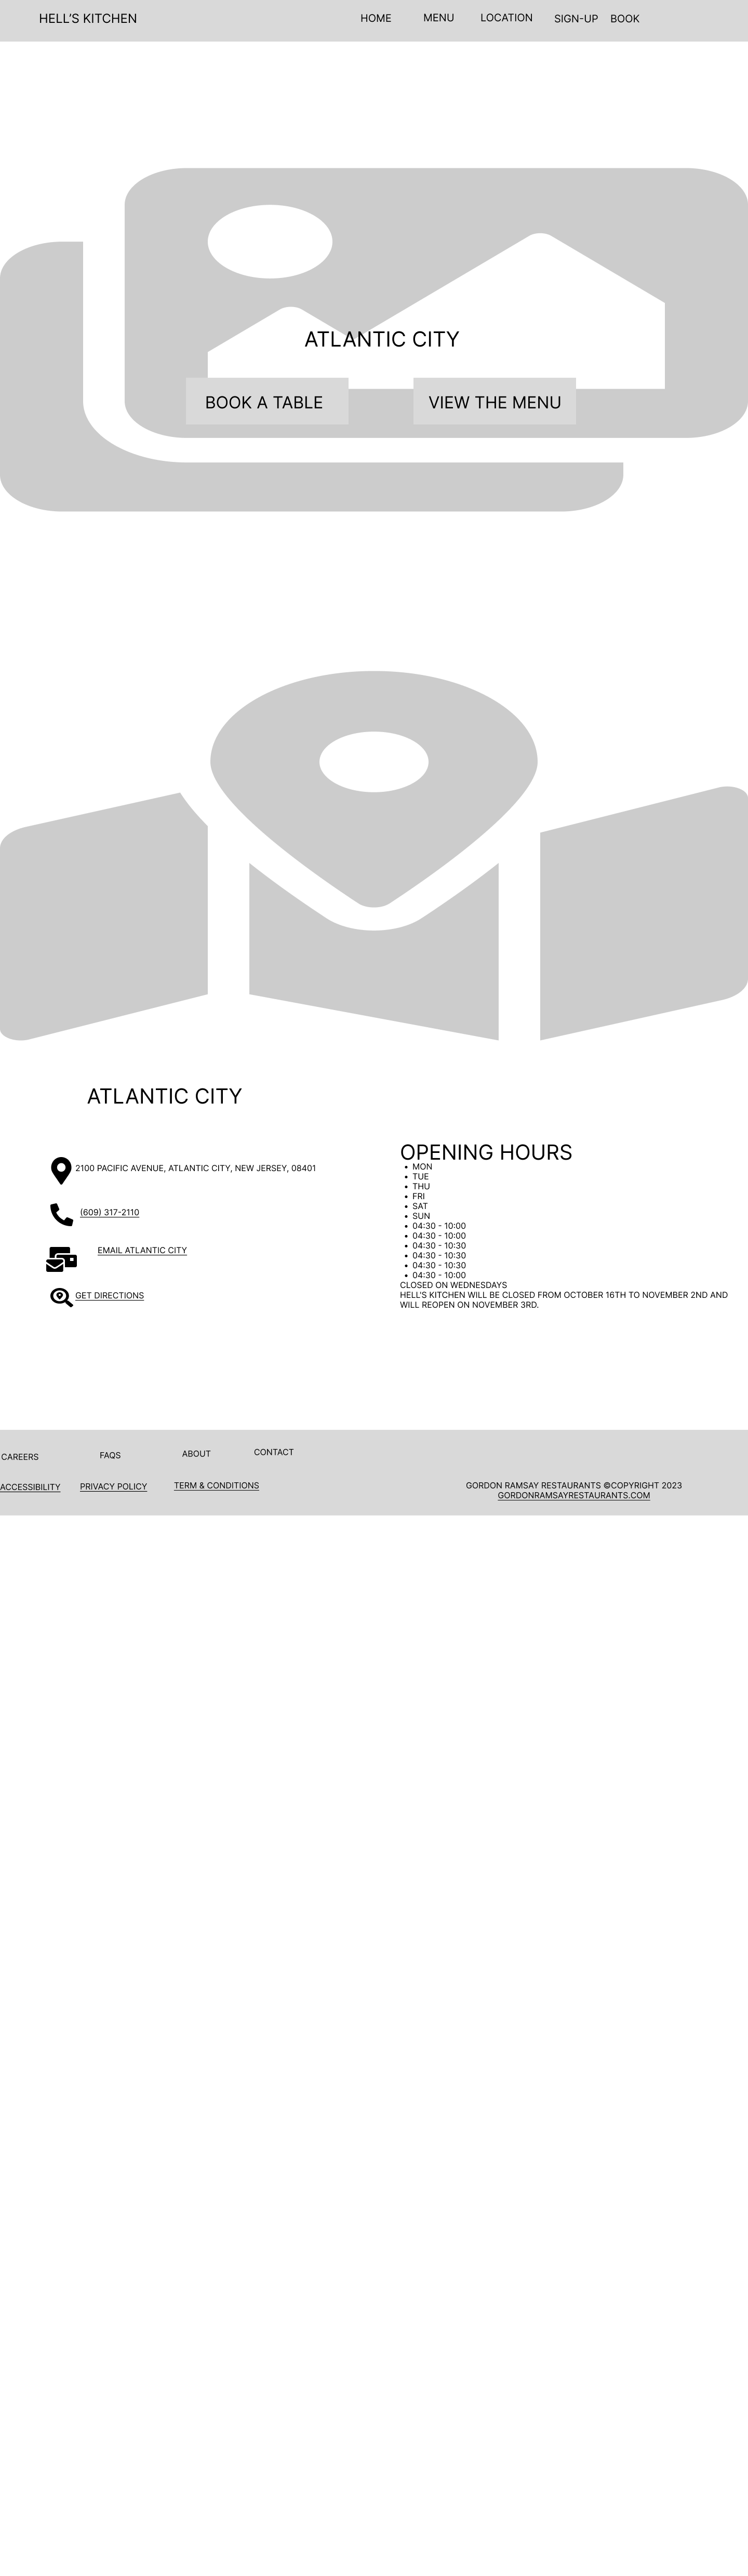 HELL'S KITCHEN
HOME
MENU
LOCATION
SIGN-UP
BOOK
ATLANTIC CITY
BOOK A TABLE
VIEW THE MENU
ATLANTIC CITY
2100 PACIFIC AVENUE, ATLANTIC CITY, NEW JERSEY, 08401
(609) 317-2110
EMAIL ATLANTIC CITY
GET DIRECTIONS
OPENING HOURS
• MON
• TUE
• THU
• FRI
• SAT
• SUN
• 04:30 - 10:00
• 04:30 - 10:00
• 04:30 - 10:30
• 04:30 - 10:30
• 04:30 - 10:30
• 04:30 - 10:00
CLOSED ON WEDNESDAYS
HELL'S KITCHEN WILL BE CLOSED FROM OCTOBER 16TH TO NOVEMBER 2ND AND
WILL REOPEN ON NOVEMBER 3RD.
CAREERS
FAQS
ABOUT
CONTACT
ACCESSIBILITY
PRIVACY POLICY
TERM & CONDITIONS
GORDON RAMSAY RESTAURANTS ©COPYRIGHT 2023
GORDONRAMSAYRESTAURANTS.COM